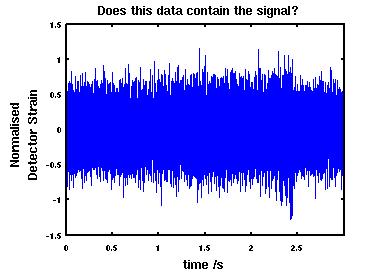 Does this data contain the signal?
1.5
1
0.5
0
-0.5
-1
-1.5
Normalised
Detector Strain
0 0.5 1 1.5 2 2.5
time /s